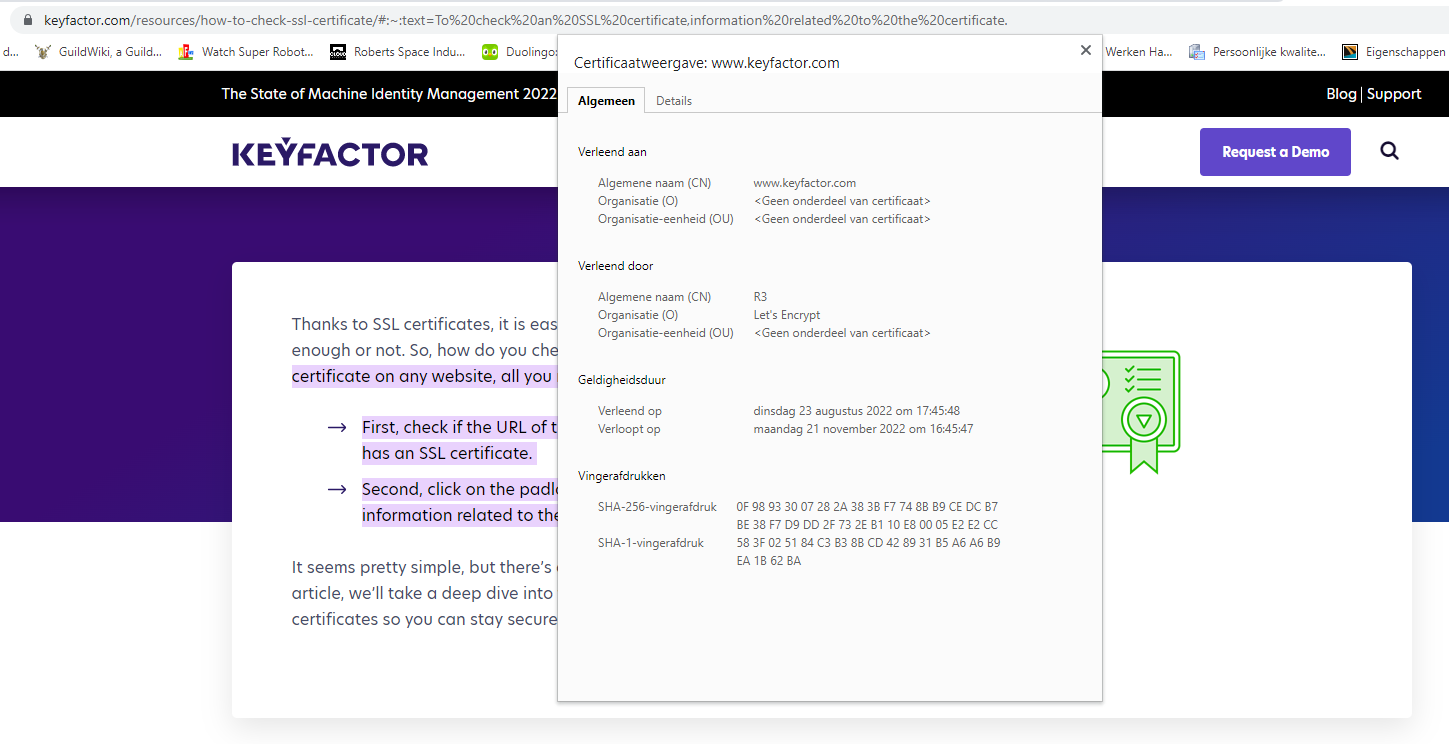 keyfactor.com/resources/how-to-check-ssl-certificate/#:~:text=To%20check%20an%20SSL%20certificate,information%20related%20to%20the%20certificate.
d... GuildWiki, a Guild... Watch Super Robot... Roberts Space Indu... Duolingo: Werken Ha... Persoonlijke kwalite... Eigenschappen
The State of Machine Identity Management 2022 Blog | Support
KEYFACTOR Request a Demo
Thanks to SSL certificates, it is eas
enough or not. So, how do you che
certificate on any website, all you
→ First, check if the URL of t
has an SSL certificate.
→ Second, click on the padlo
information related to the
It seems pretty simple, but there's
article, we'll take a deep dive into
certificates so you can stay secure
Certificaatweergave: www.keyfactor.com
Algemeen Details
Verleend aan
Algemene naam (CN) www.keyfactor.com
Organisatie (O) <Geen onderdeel van certificaat>
Organisatie-eenheid (OU) <Geen onderdeel van certificaat>
Verleend door
Algemene naam (CN) R3
Organisatie (O) Let's Encrypt
Organisatie-eenheid (OU) <Geen onderdeel van certificaat>
Geldigheidsduur
Verleend op dinsdag 23 augustus 2022 om 17:45:48
Verloopt op maandag 21 november 2022 om 16:45:47
Vingerafdrukken
SHA-256-vingerafdruk 0F 98 93 30 07 28 2A 38 3B F7 74 8B B9 CE DC B7
BE 38 F7 D9 DD 2F 73 2E B1 10 E8 00 05 E2 E2 CC
SHA-1-vingerafdruk 58 3F 02 51 84 C3 B3 8B CD 42 89 31 B5 A6 A6 B9
EA 1B 62 BA